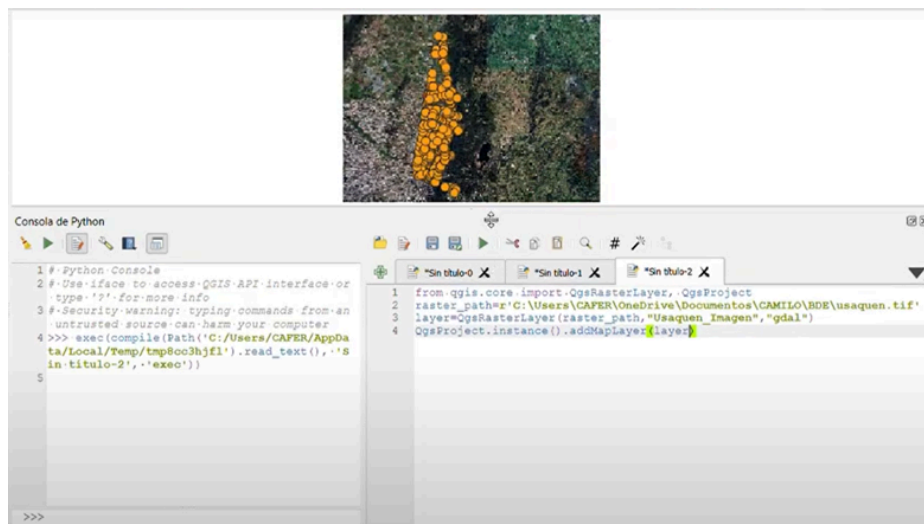 Consola de Python
1 # Python Console
2 # Use iface to access QGIS API interface or
type '?' for more info
3 # Security warning: typing commands from an
untrusted source can harm your computer
4 >>> exec(compile(Path('C:/Users/CAFER/AppDa
ta/Local/Temp/tmp8cc3hjfl').read_text(), 'S
in título-2', 'exec'))
5
>>>
*Sin título-0
*Sin título-1
*Sin título-2
1 from qgis.core import QgsRasterLayer, QgsProject
2 raster_path=r'C:\Users\CAFER\OneDrive\Documentos\CAMILO\BDE\usaquen.tif'
3 layer=QgsRasterLayer(raster_path,"Usaquen_Imagen","gdal")
4 QgsProject.instance().addMapLayer(layer)